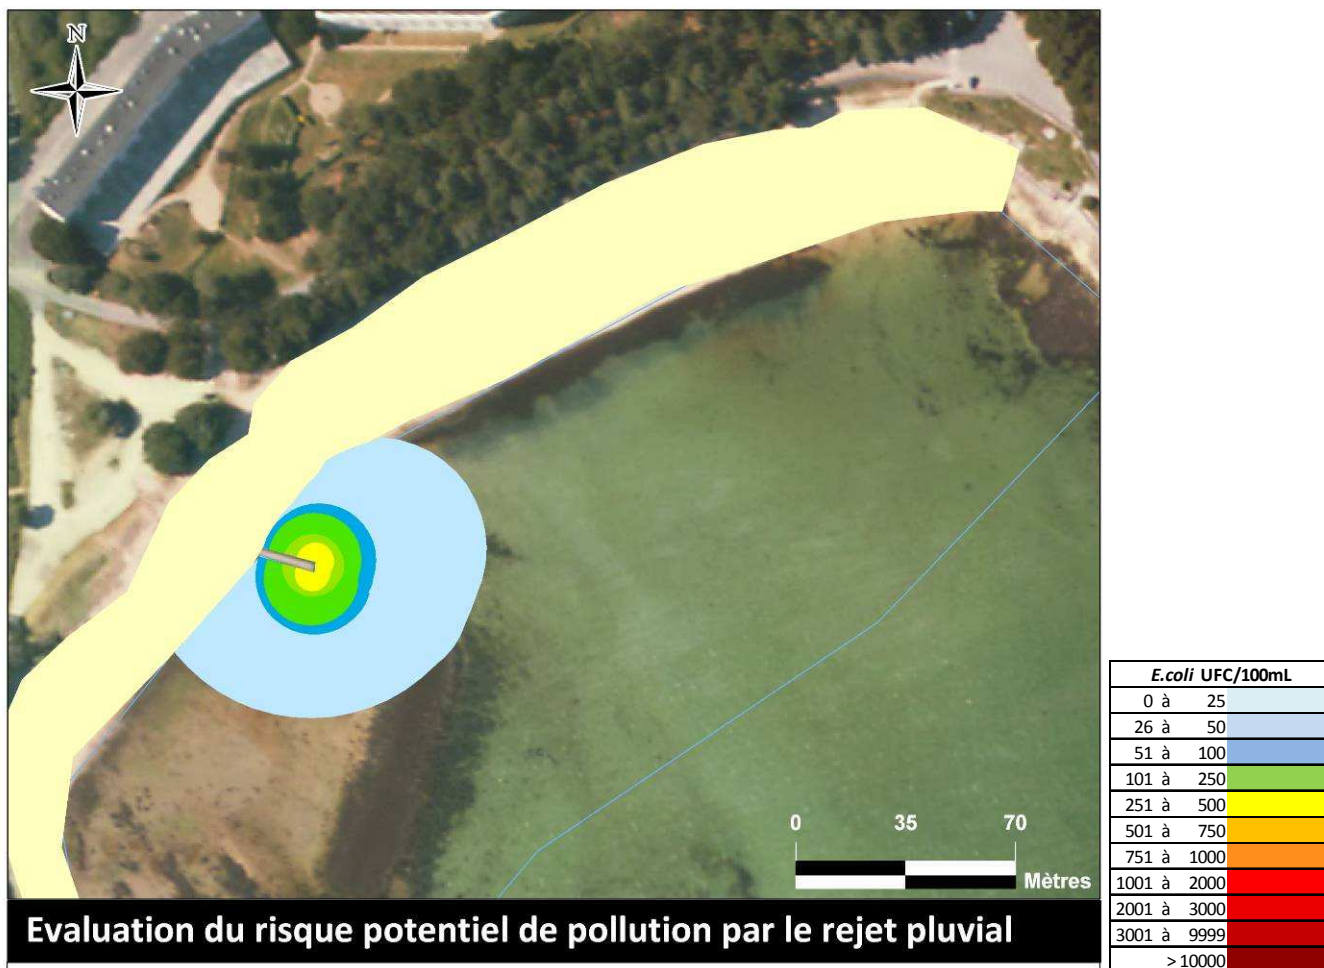 N
0 35 70
Mètres
Evaluation du risque potentiel de pollution par le rejet pluvial
E.coli UFC/100mL
0 à 25
26 à 50
51 à 100
101 à 250
251 à 500
501 à 750
751 à 1000
1001 à 2000
2001 à 3000
3001 à 9999
> 10000